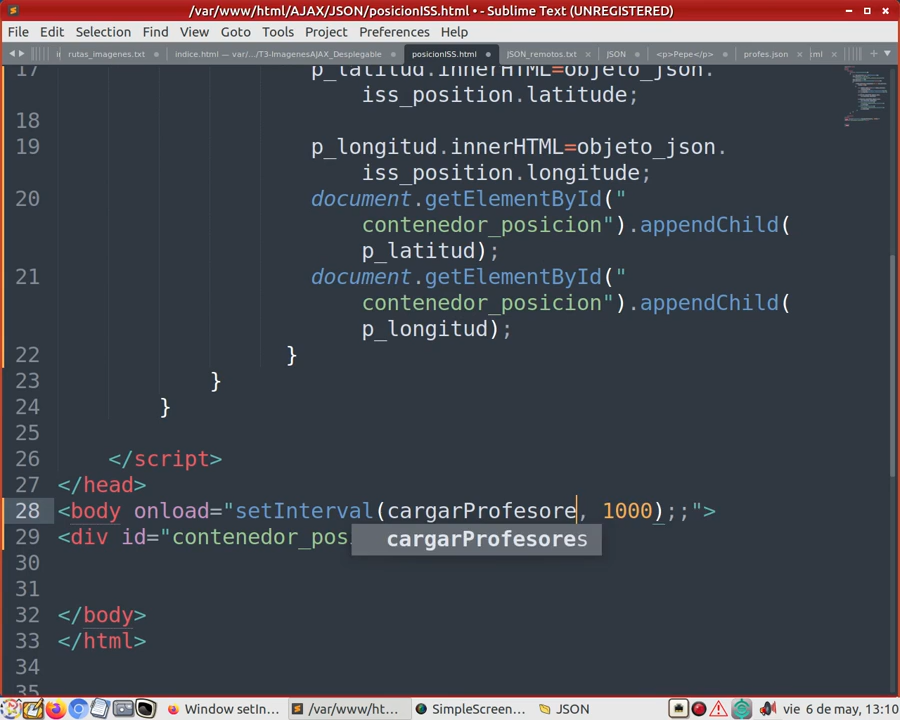 /var/www/html/AJAX/JSON/posicionISS.html • - Sublime Text (UNREGISTERED)
File Edit Selection View Goto Tools Project Preferences Help
rutas_imagenes.txt indice.html — var/.../T3-ImagenesAJAX_Desplegable posicionISS.html JSON_remotos.txt JSON <p>Pepe</p> profes.json
17 p_latitud.innerHTML=objeto_json.
iss_position.latitude;
18
19 p_longitud.innerHTML=objeto_json.
iss_position.longitude;
20 document.getElementById("
contenedor_posicion").appendChild(
p_latitud);
21 document.getElementById("
contenedor_posicion").appendChild(
p_longitud);
22 }
23 }
24 }
25
26 </script>
27 </head>
28 <body onload="setInterval(cargarProfesore, 1000);;">
29 <div id="contenedor_pos
cargarProfesores
30
31
32 </body>
33 </html>
34
35
Window setIn... /var/www/ht... SimpleScreen... JSON vie 6 de may, 13:10